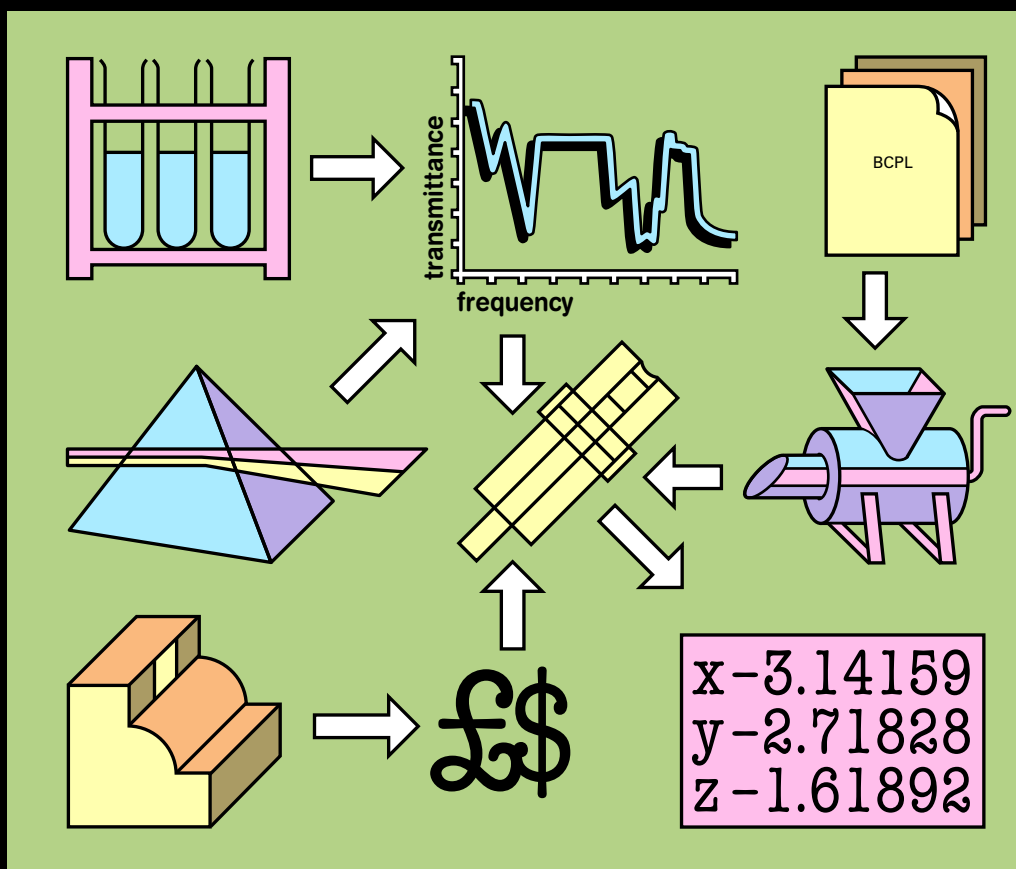 transmittance
frequency
BCPL
£$
x-3.14159
y-2.71828
z-1.61892